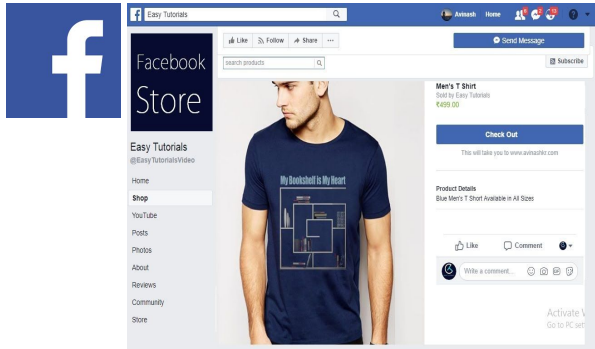 f
Easy Tutorials
Avinash
Home
Facebook
Store
Like
Follow
Share
Send Message
search products
Subscribe
Easy Tutorials
@EasyTutorialsVideo
Home
Shop
YouTube
Posts
Photos
About
Reviews
Community
Store
My Bookshelf is My Heart
Men's T Shirt
Sold by Easy Tutorials
₹499.00
Check Out
This will take you to www.avinashkr.com
Product Details
Blue Men's T Short Available in All Sizes
Like
Comment
Write a comment...
Activate
Go to PC set